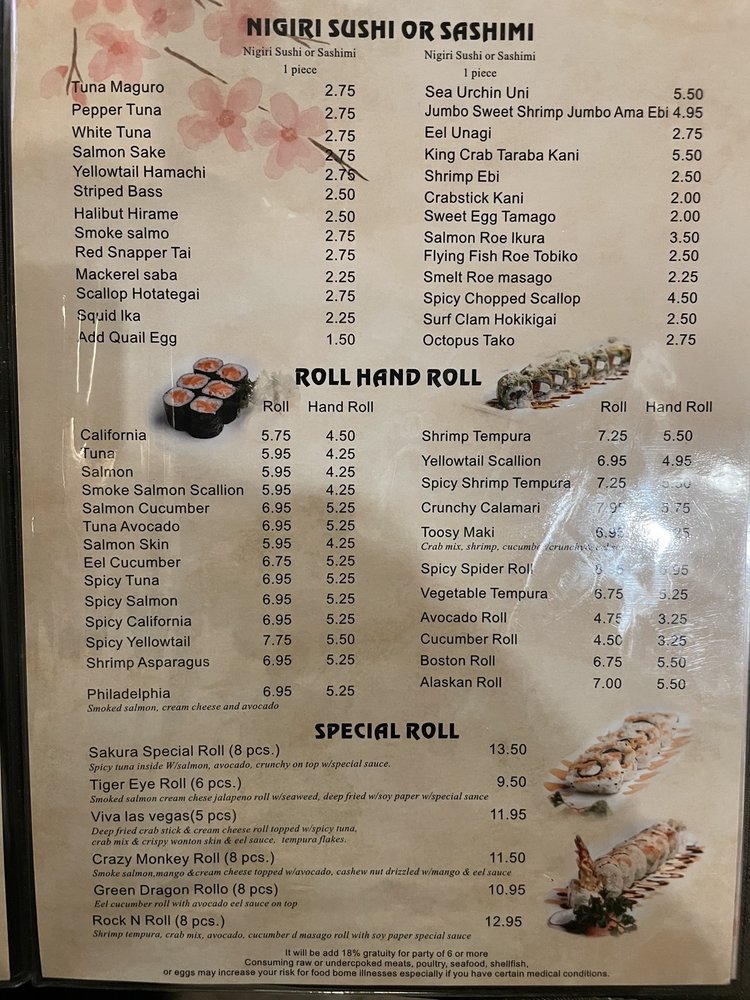 NIGIRI SUSHI OR SASHIMI
Nigiri Sushi or Sashimi
1 piece
Tuna Maguro 2.75
Pepper Tuna 2.75
White Tuna 2.75
Salmon Sake 2.75
Yellowtail Hamachi 2.75
Striped Bass 2.50
Halibut Hirame 2.50
Smoke salmo 2.75
Red Snapper Tai 2.75
Mackerel saba 2.25
Scallop Hotategai 2.75
Squid Ika 2.25
Add Quail Egg 1.50
Nigiri Sushi or Sashimi
1 piece
Sea Urchin Uni 5.50
Jumbo Sweet Shrimp Jumbo Ama Ebi 4.95
Eel Unagi 2.75
King Crab Taraba Kani 5.50
Shrimp Ebi 2.50
Crabstick Kani 2.00
Sweet Egg Tamago 2.00
Salmon Roe Ikura 3.50
Flying Fish Roe Tobiko 2.50
Smelt Roe masago 2.25
Spicy Chopped Scallop 4.50
Surf Clam Hokikigai 2.50
Octopus Tako 2.75
ROLL HAND ROLL
Roll Hand Roll
California 5.75 4.50
Tuna 5.95 4.25
Salmon 5.95 4.25
Smoke Salmon Scallion 5.95 4.25
Salmon Cucumber 6.95 5.25
Tuna Avocado 6.95 5.25
Salmon Skin 5.95 4.25
Eel Cucumber 6.75 5.25
Spicy Tuna 6.95 5.25
Spicy Salmon 6.95 5.25
Spicy California 6.95 5.25
Spicy Yellowtail 7.75 5.50
Shrimp Asparagus 6.95 5.25
Philadelphia 6.95 5.25
Smoked salmon, cream cheese and avocado
Roll Hand Roll
Shrimp Tempura 7.25 5.50
Yellowtail Scallion 6.95 4.95
Spicy Shrimp Tempura 7.25
Crunchy Calamari 7.95 5.75
Toosy Maki 6.95
Crab mix, shrimp, cucumber
Spicy Spider Roll
Vegetable Tempura 6.75 5.25
Avocado Roll 4.75 3.25
Cucumber Roll 4.50 3.25
Boston Roll 6.75 5.50
Alaskan Roll 7.00 5.50
SPECIAL ROLL
Sakura Special Roll (8 pcs.) 13.50
Spicy tuna inside W/salmon, avocado, crunchy on top w/special sauce.
Tiger Eye Roll (6 pcs.) 9.50
Smoked salmon cream chese jalapeno roll w/seaweed, deep fried w/soy paper w/special sance
Viva las vegas(5 pcs) 11.95
Deep fried crab stick & cream cheese roll topped w/spicy tuna,
crab mix & crispy wonton skin & eel sauce, tempura flakes.
Crazy Monkey Roll (8 pcs.) 11.50
Smoke salmon,mango &cream cheese topped w/avocado, cashew nut drizzled w/mango & eel sauce
Green Dragon Rollo (8 pcs) 10.95
Eel cucumber roll with avocado eel sauce on top
Rock N Roll (8 pcs.) 12.95
Shrimp tempura, crab mix, avocado, cucumber d masago roll with soy paper special sauce
It will be add 18% gratuity for party of 6 or more
Consuming raw or undercpoked meats, poultry, seafood, shellfish,
or eggs may increase your risk for food bome illnesses especially if you have certain medical conditions.